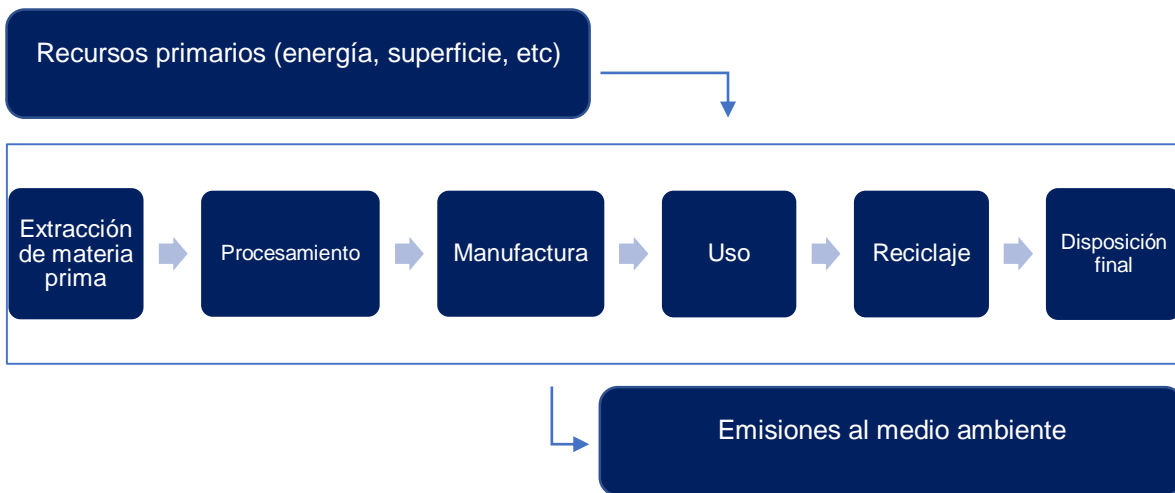 Recursos primarios (energía, superficie, etc)
Extracción
de materia
prima
Procesamiento
Manufactura
Uso
Reciclaje
Disposición
final
Emisiones al medio ambiente